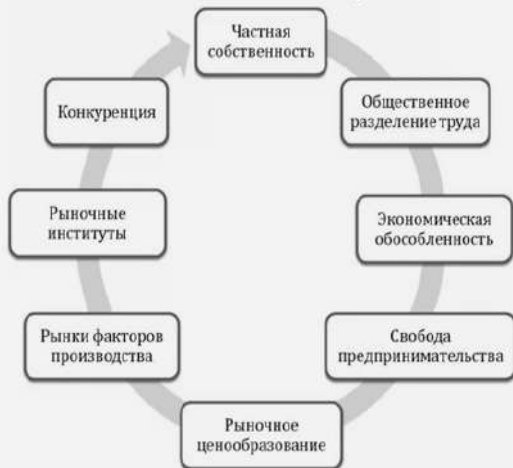 Частная
собственность
Общественное
разделение труда
Экономическая
обособленность
Свобода
предпринимательства
Рыночное
ценообразование
Рынки факторов
производства
Рыночные
институты
Конкуренция